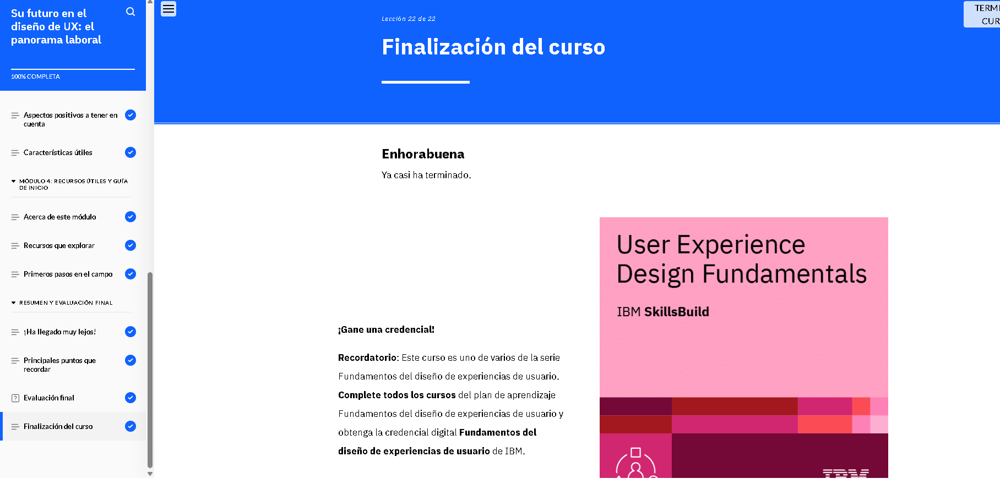 Su futuro en el
diseño de UX: el
panorama laboral
100% COMPLETA
Aspectos positivos a tener en
cuenta
Características útiles
MÓDULO 4: RECURSOS ÚTILES Y GUÍA
DE INICIO
Acerca de este módulo
Recursos que explorar
Primeros pasos en el campo
RESUMEN Y EVALUACIÓN FINAL
¡Ha llegado muy lejos!
Principales puntos que
recordar
Evaluación final
Finalización del curso
Lección 22 de 22
Finalización del curso
Enhorabuena
Ya casi ha terminado.
¡Gane una credencial!
Recordatorio: Este curso es uno de varios de la serie
Fundamentos del diseño de experiencias de usuario.
Complete todos los cursos del plan de aprendizaje
Fundamentos del diseño de experiencias de usuario y
obtenga la credencial digital Fundamentos del
diseño de experiencias de usuario de IBM.
User Experience
Design Fundamentals
IBM SkillsBuild
IBM